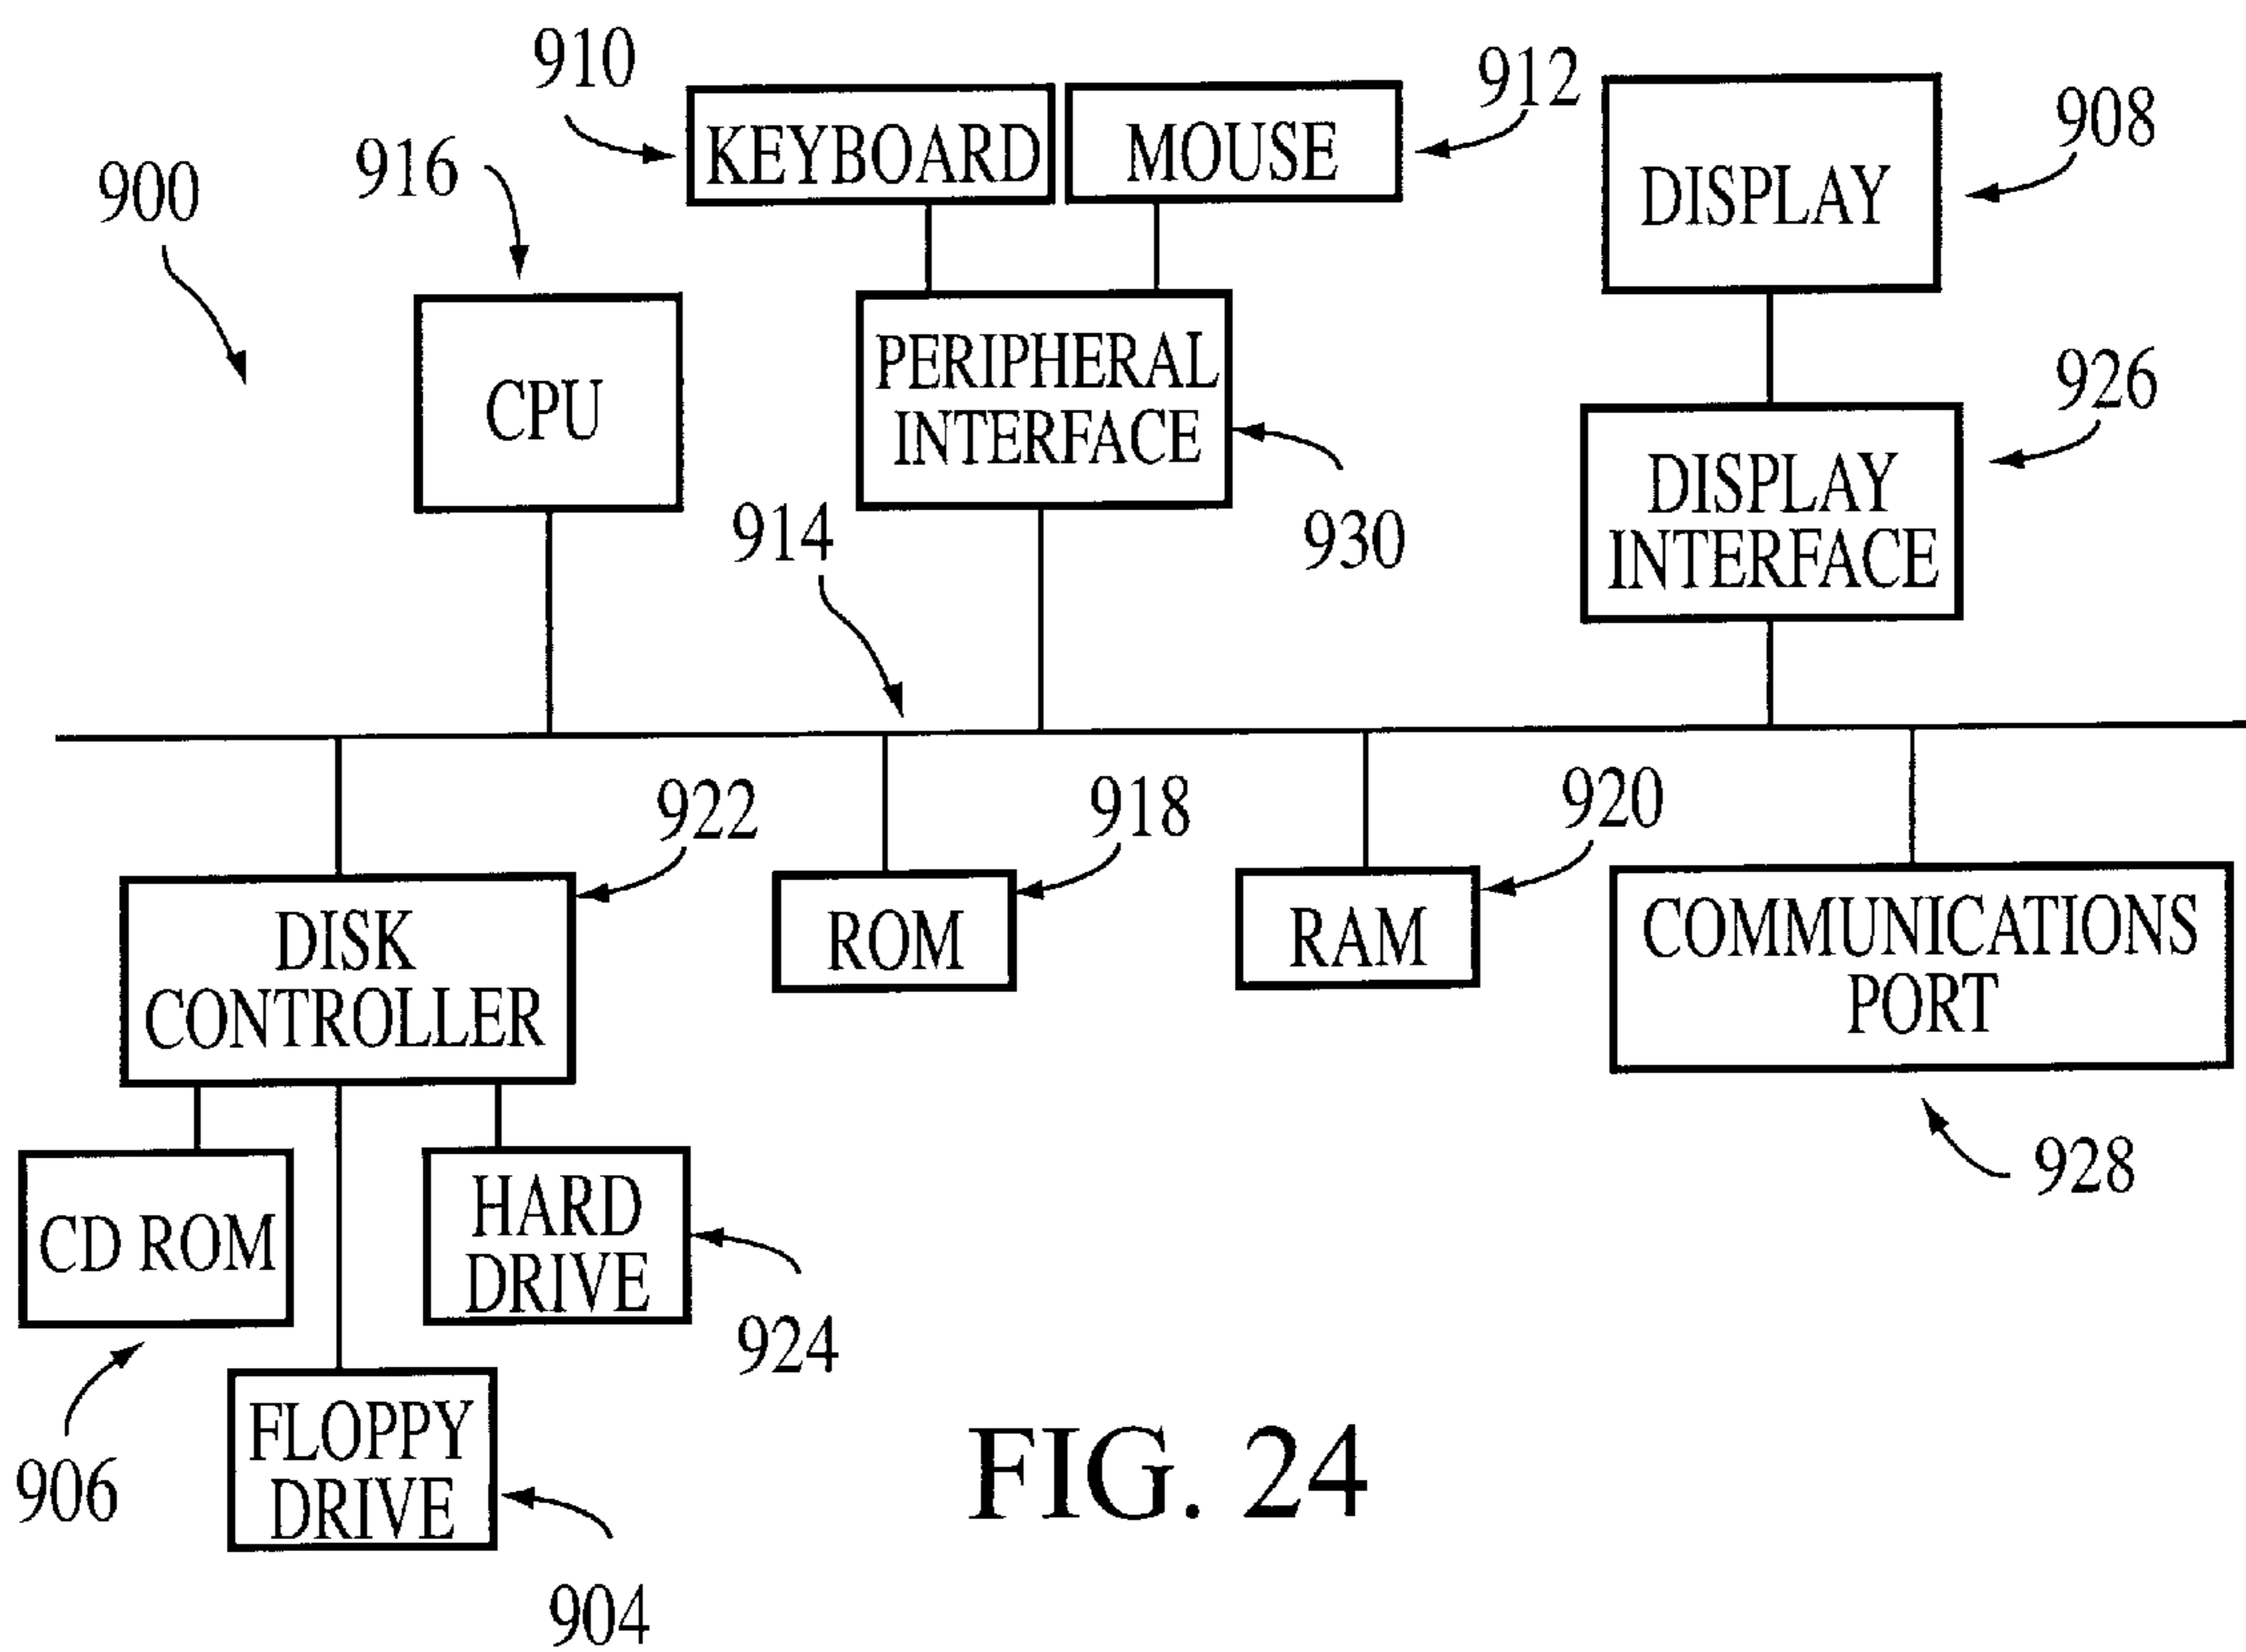 910
912
908
916
900
KEYBOARD
MOUSE
DISPLAY
926
CPU
PERIPHERAL
INTERFACE
DISPLAY
INTERFACE
914
930
922
918
920
DISK
CONTROLLER
ROM
RAM
COMMUNICATIONS
PORT
928
CD ROM
HARD
DRIVE
924
906
FLOPPY
DRIVE
904
FIG. 24